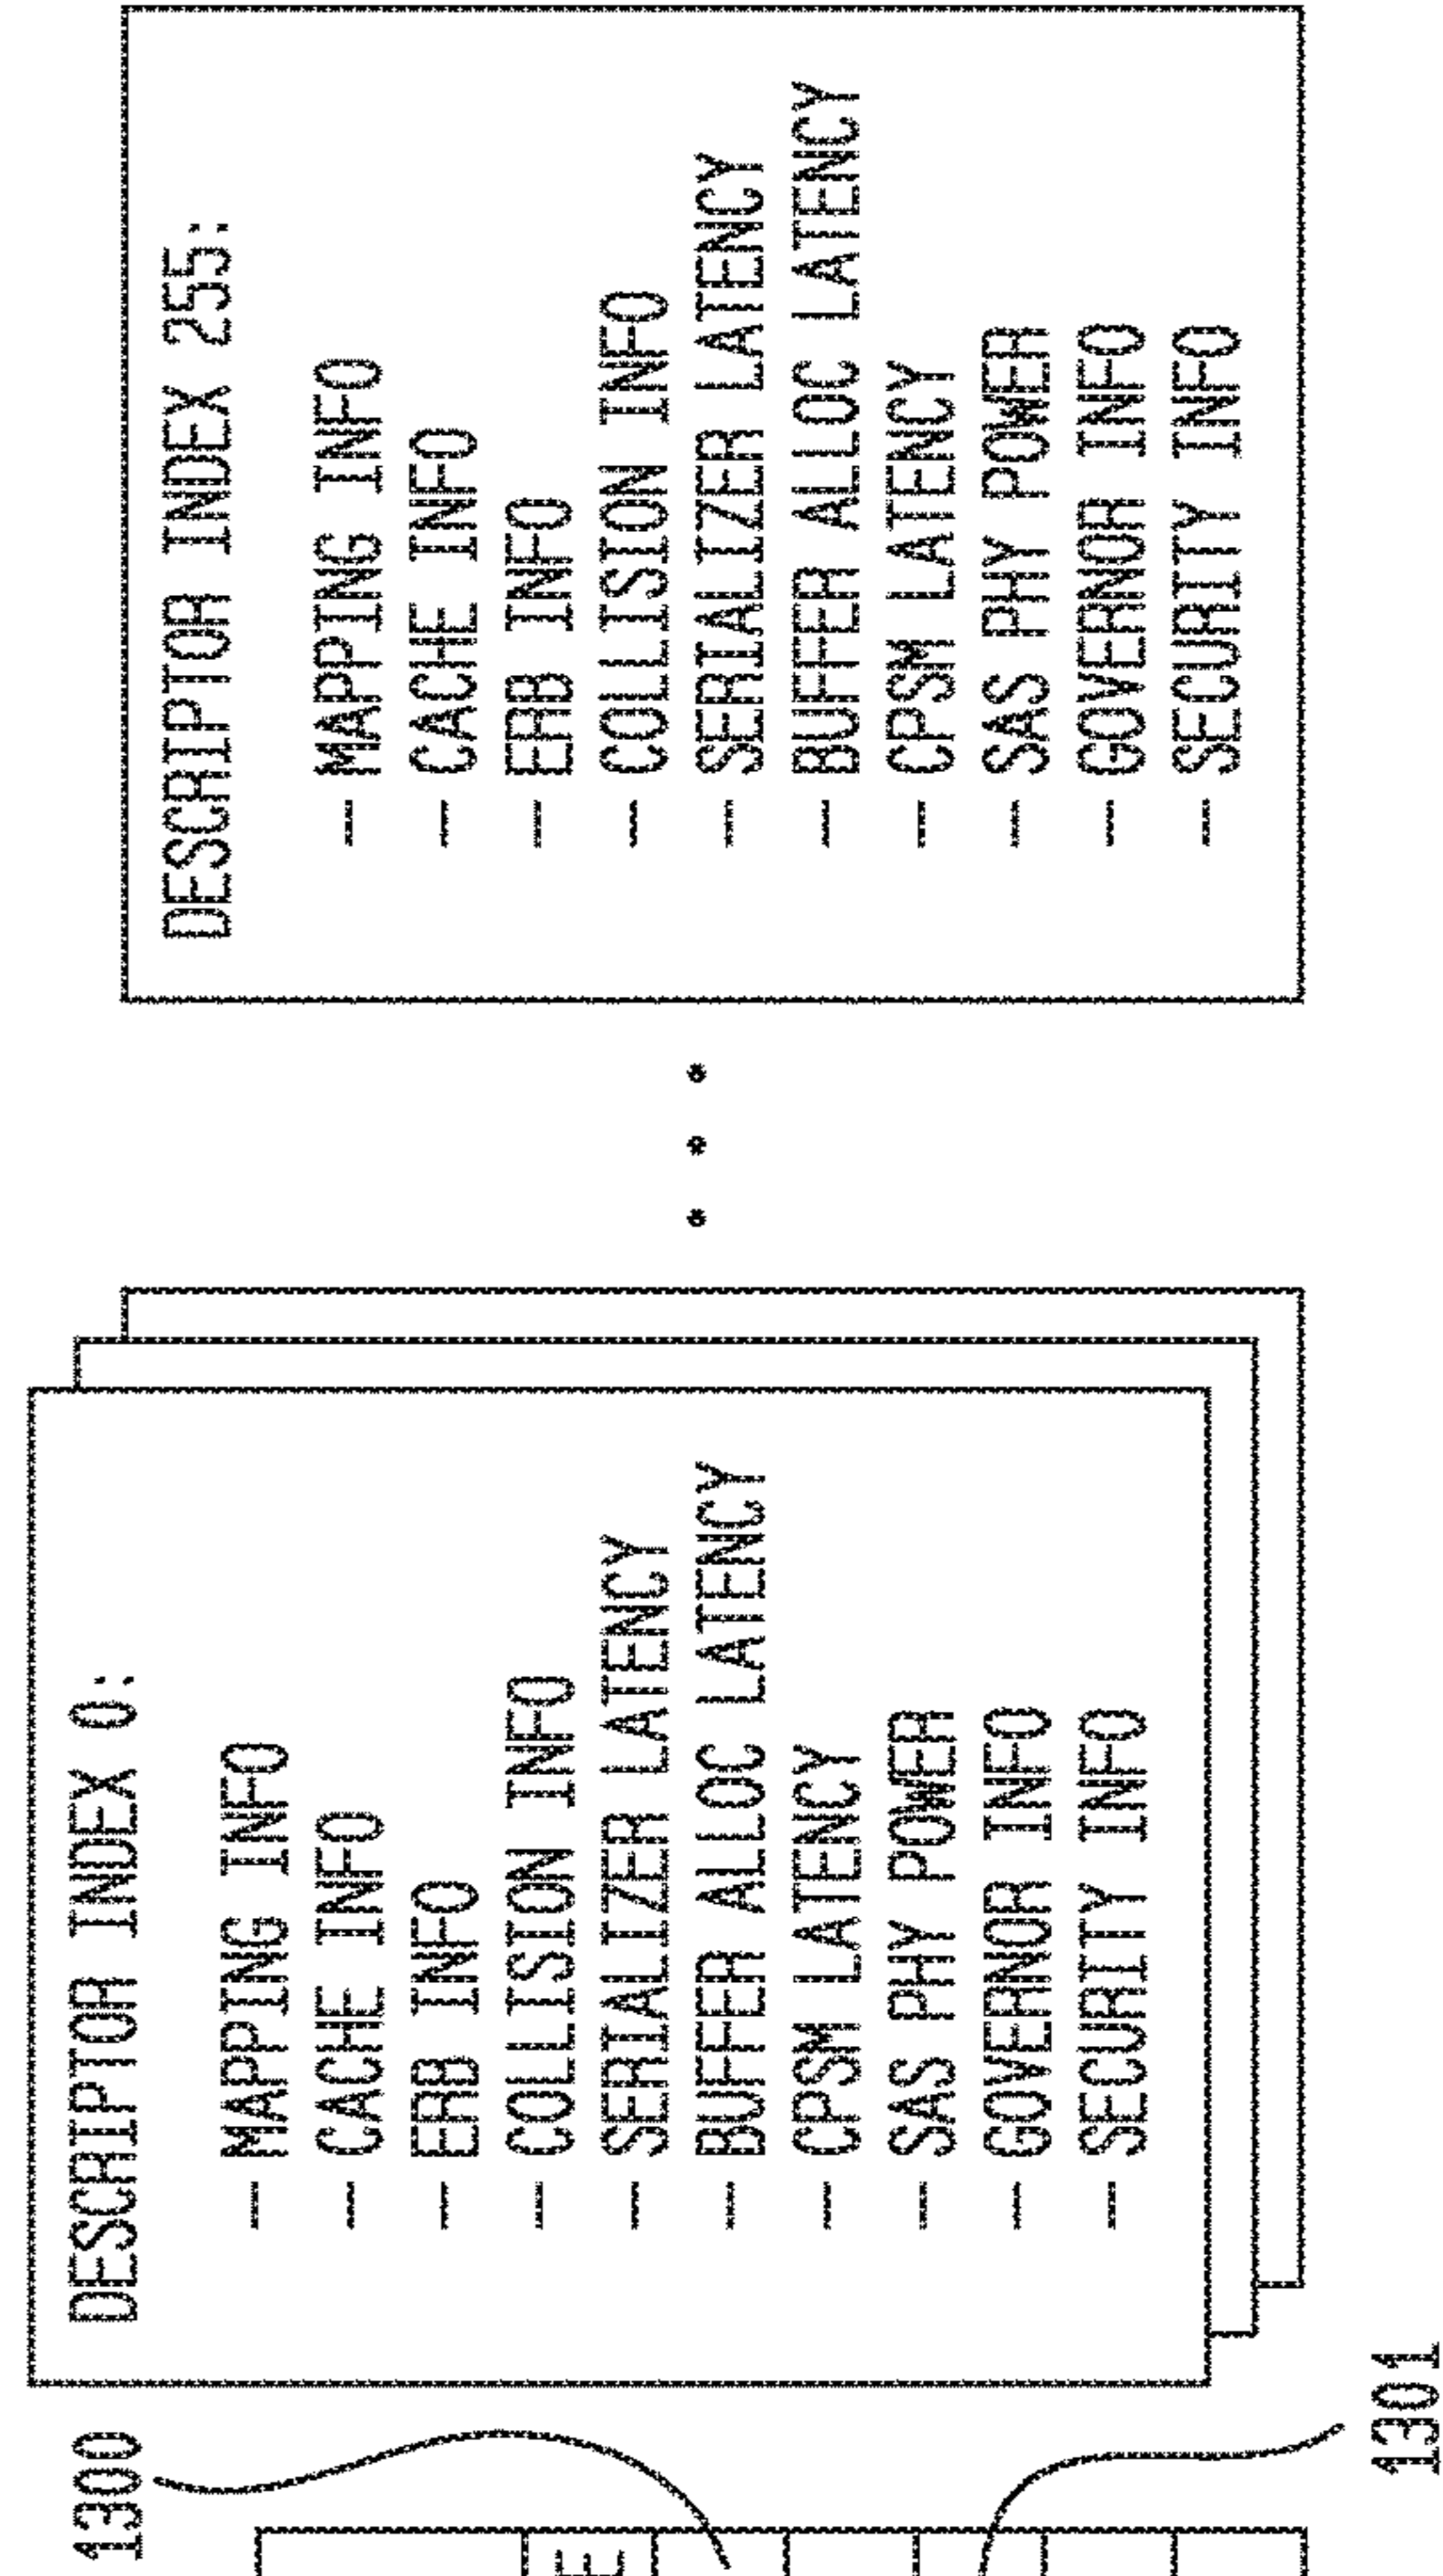 1300
E
1301
DESCRIPTOR INDEX 0:
– MAPPING INFO
– CACHE INFO
– ERB INFO
– COLLISION INFO
– SERIALIZER LATENCY
– BUFFER ALLOC LATENCY
– CPSM LATENCY
– SAS PHY POWER
– GOVERNOR INFO
– SECURITY INFO
• • •
DESCRIPTOR INDEX 255:
– MAPPING INFO
– CACHE INFO
– ERB INFO
– COLLISION INFO
– SERIALIZER LATENCY
– BUFFER ALLOC LATENCY
– CPSM LATENCY
– SAS PHY POWER
– GOVERNOR INFO
– SECURITY INFO